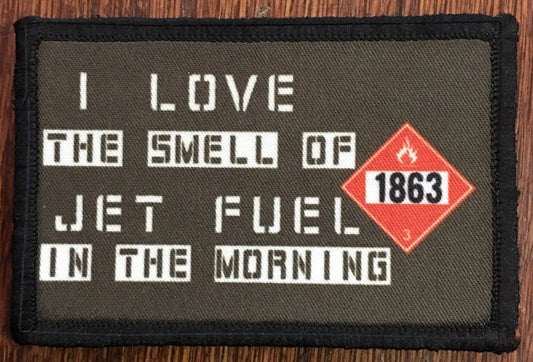 I LOVE
THE SMELL OF
JET FUEL
IN THE MORNING
1863
3